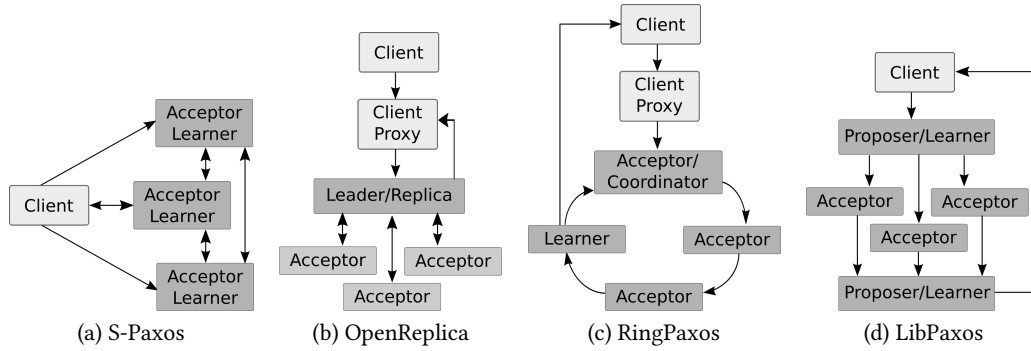 Acceptor
Learner
Client
Acceptor
Learner
Acceptor
Learner
(a) S-Paxos
Client
Client
Proxy
Leader/Replica
Acceptor
Acceptor
Acceptor
(b) OpenReplica
Client
Client
Proxy
Acceptor/
Coordinator
Learner
Acceptor
Acceptor
(c) RingPaxos
Client
Proposer/Learner
Acceptor
Acceptor
Acceptor
Proposer/Learner
(d) LibPaxos